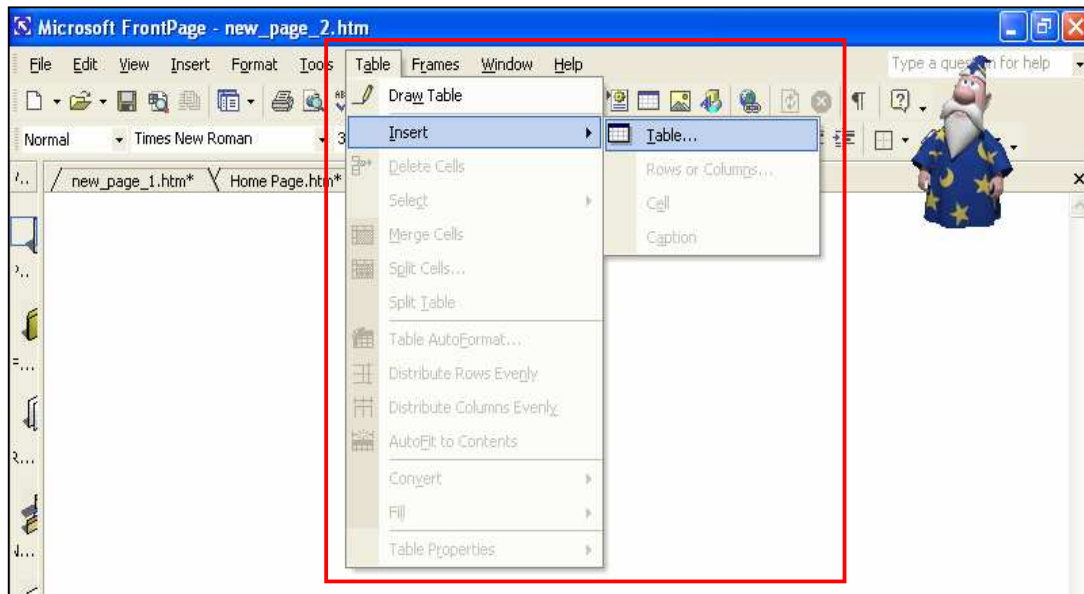 Microsoft FrontPage - new_page_2.htm
File Edit View Insert Format Tools Table Frames Window Help Type a question for help
Normal Times New Roman 3
new_page_1.htm* Home Page.htm*
Draw Table
Insert Table...
Delete Cells Rows or Columns...
Select Cell
Merge Cells Caption
Split Cells...
Split Table
Table AutoFormat...
Distribute Rows Evenly
Distribute Columns Evenly
AutoFit to Contents
Convert
Fill
Table Properties